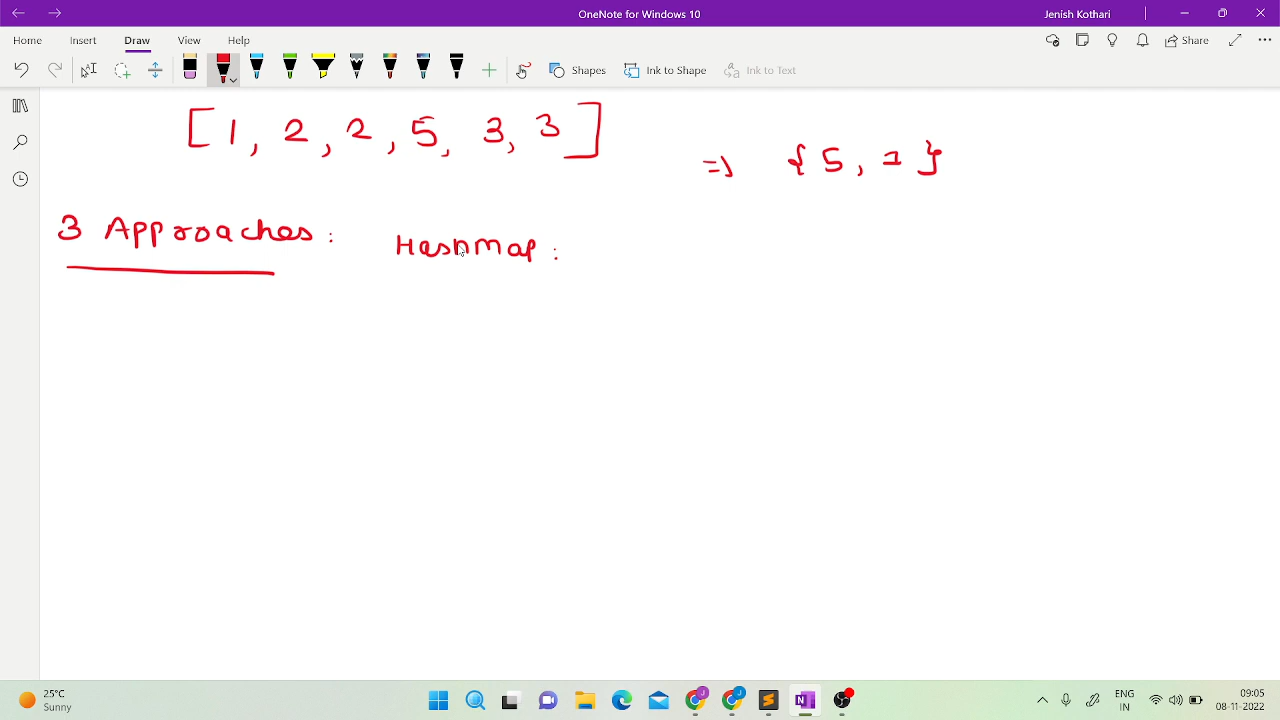 OneNote for Windows 10
Jenish Kothari
Home Insert Draw View Help
Share
Shapes Ink to Shape Ink to Text
[1, 2, 2, 5, 3, 3]
=> {5, 1}
3 Approaches: HashMap:
25°C
Sunny
ENG
IN
09:05
08-11-2022